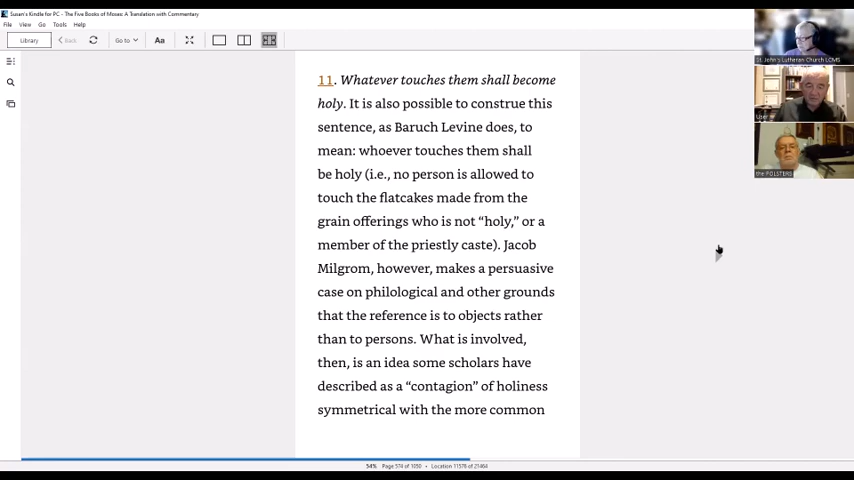 Susan's Kindle for PC - The Five Books of Moses: A Translation with Commentary
File View Go Tools Help
Library Back Go to Aa
11. Whatever touches them shall become
holy. It is also possible to construe this
sentence, as Baruch Levine does, to
mean: whoever touches them shall
be holy (i.e., no person is allowed to
touch the flatcakes made from the
grain offerings who is not “holy,” or a
member of the priestly caste). Jacob
Milgrom, however, makes a persuasive
case on philological and other grounds
that the reference is to objects rather
than to persons. What is involved,
then, is an idea some scholars have
described as a “contagion” of holiness
symmetrical with the more common
54% Page 574 of 1050 • Location 11578 of 21464
St. John's Lutheran Church LCMS
User
the POLSTERS